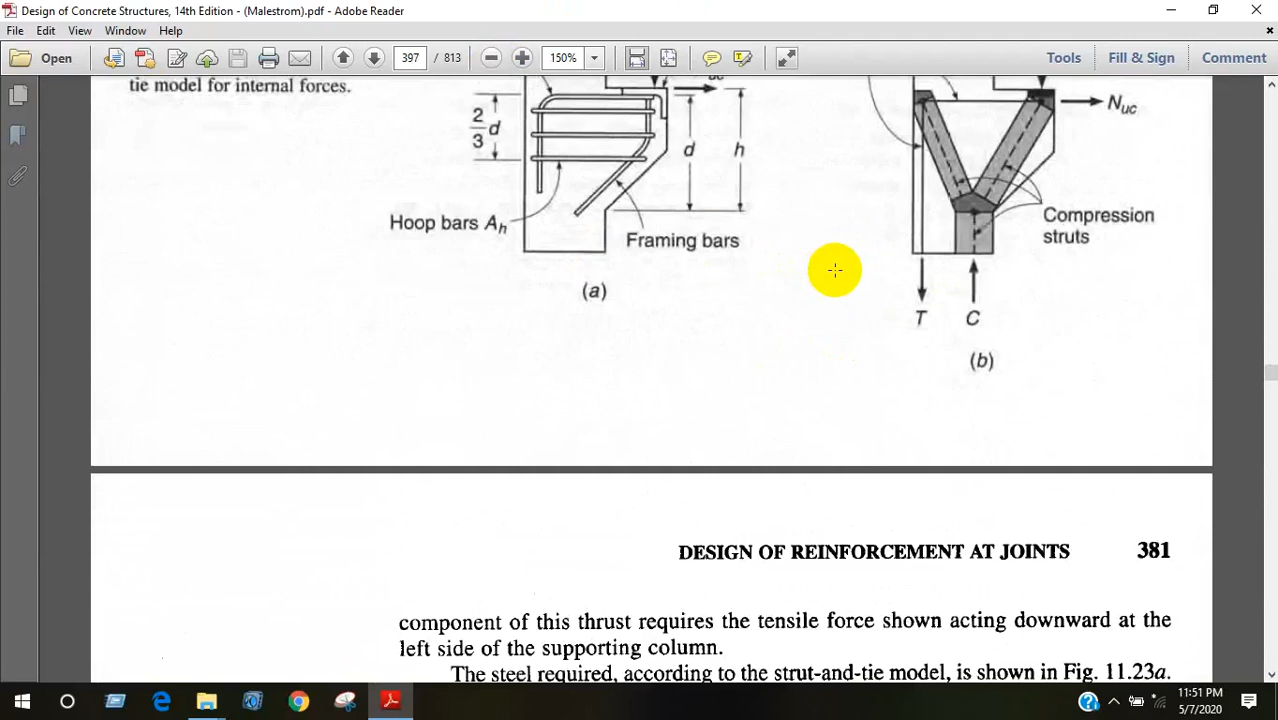 Design of Concrete Structures, 14th Edition - (Malestrom).pdf - Adobe Reader
File Edit View Window Help
Open 397 / 813 150% Tools Fill & Sign Comment
tie model for internal forces.
2/3 d
d
h
Hoop bars Ah
Framing bars
(a)
Nuc
Compression
struts
T C
(b)
DESIGN OF REINFORCEMENT AT JOINTS 381
component of this thrust requires the tensile force shown acting downward at the
left side of the supporting column.
The steel required, according to the strut-and-tie model, is shown in Fig. 11.23a.
11:51 PM
5/7/2020